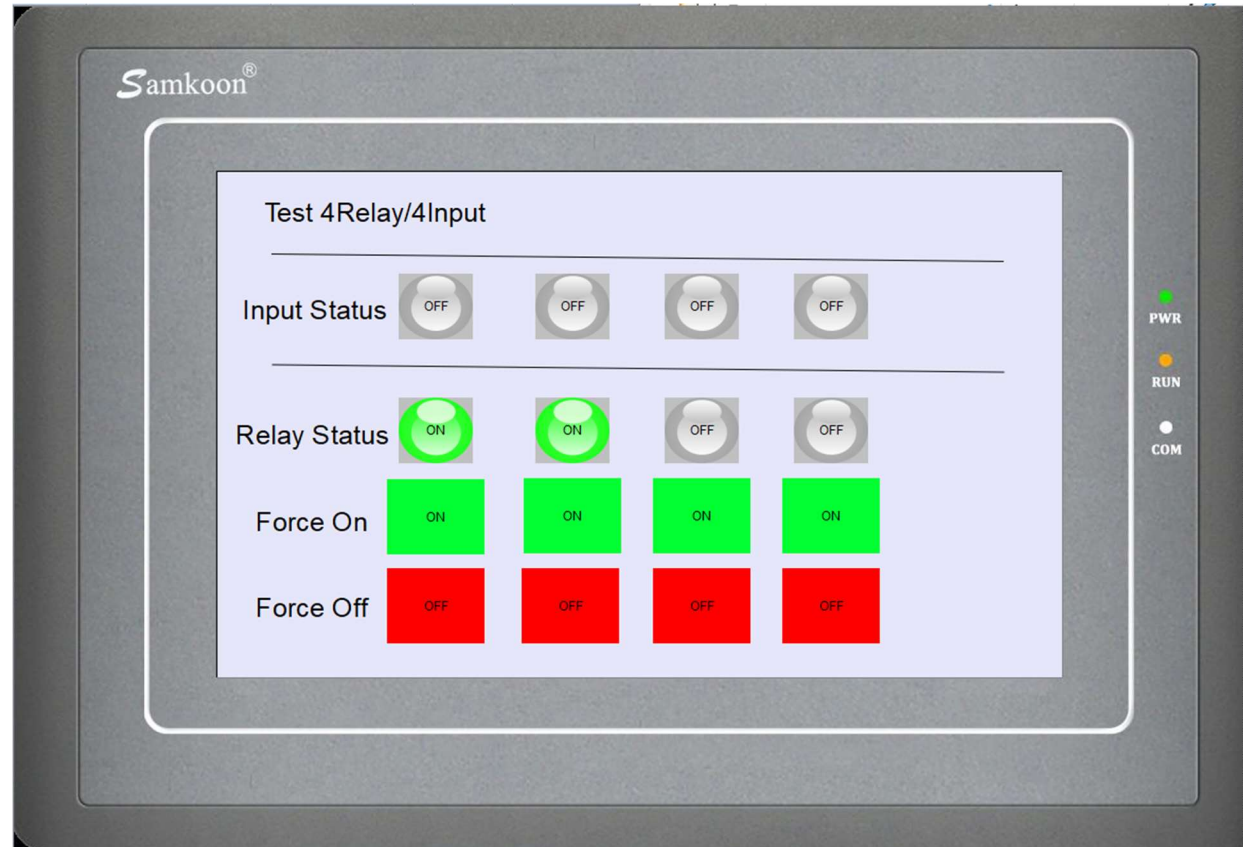 Samkoon®
Test 4Relay/4Input
Input Status OFF OFF OFF OFF
PWR
RUN
Relay Status ON ON OFF OFF
COM
Force On ON ON ON ON
Force Off OFF OFF OFF OFF